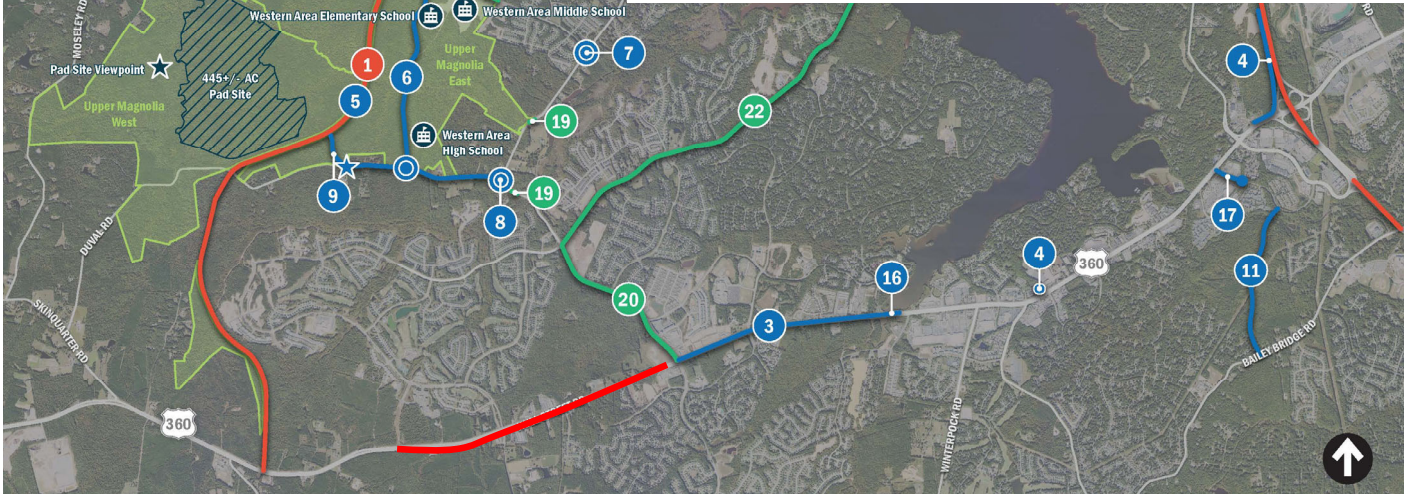 MOSELEY RD
Western Area Elementary School
Western Area Middle School
RD
Pad Site Viewpoint
445+/- AC
Pad Site
Upper Magnolia
West
Upper
Magnolia
East
Western Area
High School
1
5
6
7
4
19
22
9
8
19
17
DUVAL RD
11
360
4
16
20
3
SKINQUARTER RD
BAILEY BRIDGE RD
360
WINTERPOCK RD